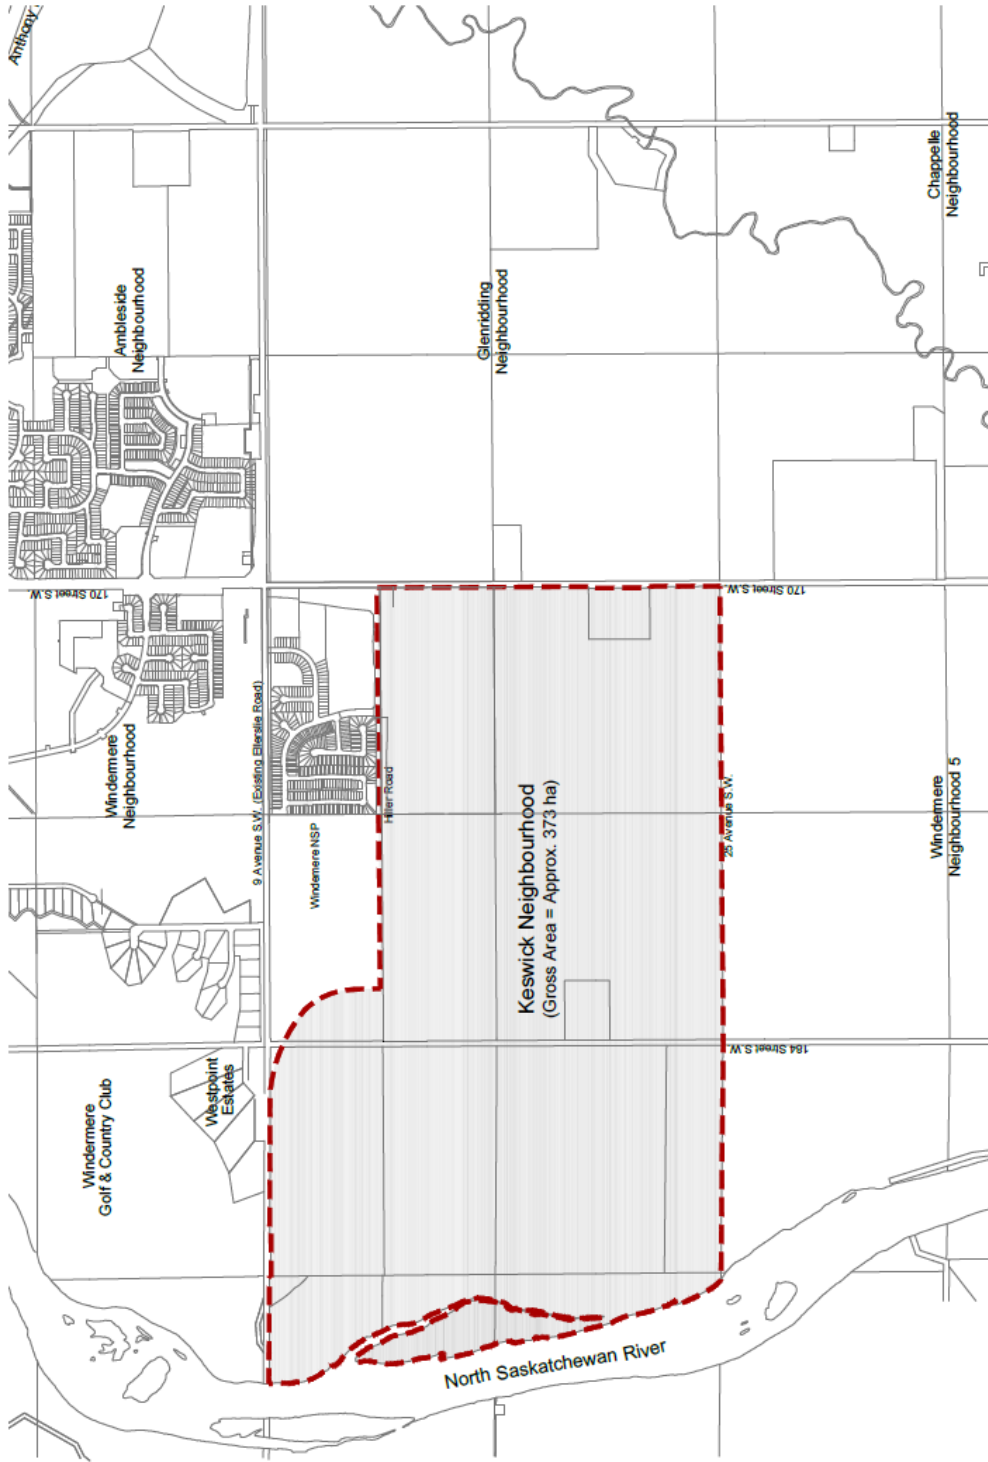 Anthony
Ambleside
Neighbourhood
Glenridding
Neighbourhood
Chappelle
Neighbourhood
170 Street S.W.
170 Street S.W.
Windermere
Neighbourhood
9 Avenue S.W. (Existing Ellerslie Road)
Windermere NSP
Hiller Road
Keswick Neighbourhood
(Gross Area = Approx. 373 ha)
25 Avenue S.W.
Windermere
Neighbourhood 5
184 Street S.W.
Windermere
Golf & Country Club
Westpoint
Estates
North Saskatchewan River